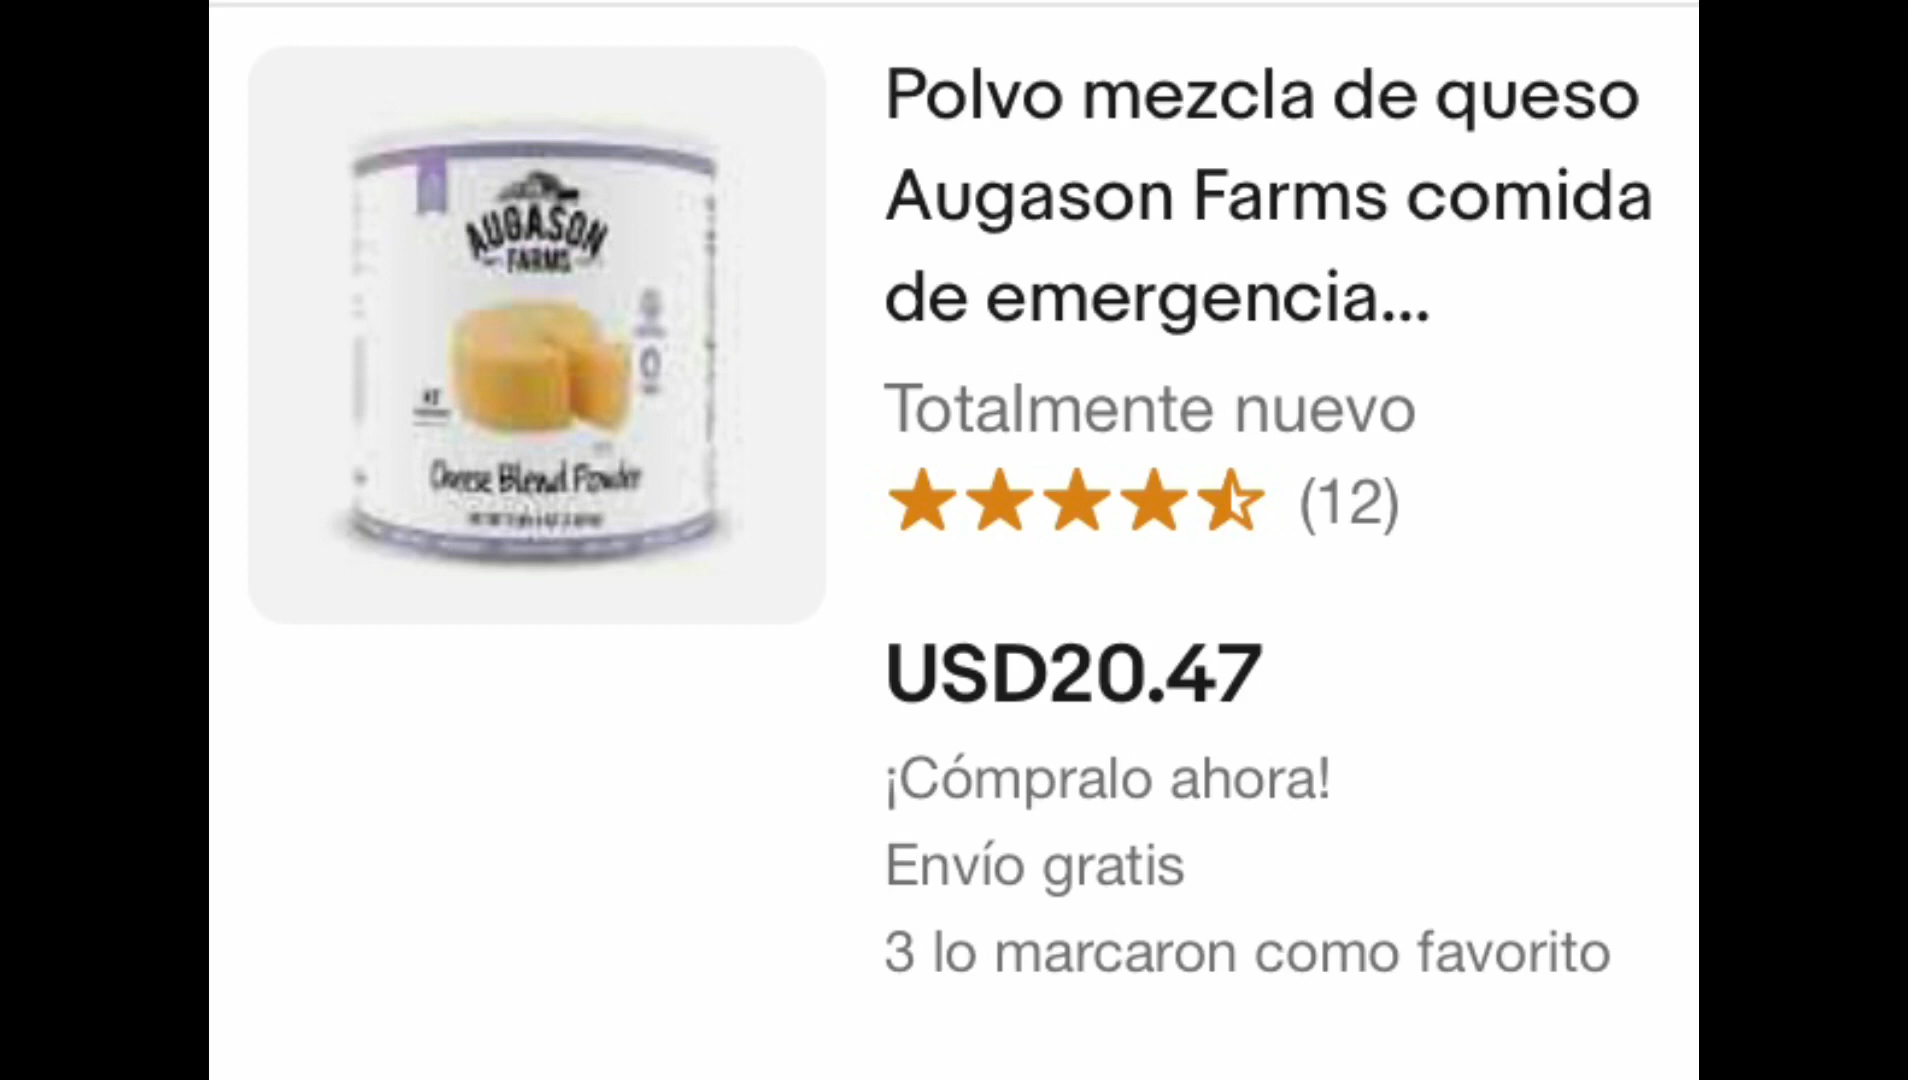 AUGASON
FARMS
Cheese Blend Powder
Polvo mezcla de queso
Augason Farms comida
de emergencia...
Totalmente nuevo
(12)
USD20.47
¡Cómpralo ahora!
Envío gratis
3 lo marcaron como favorito